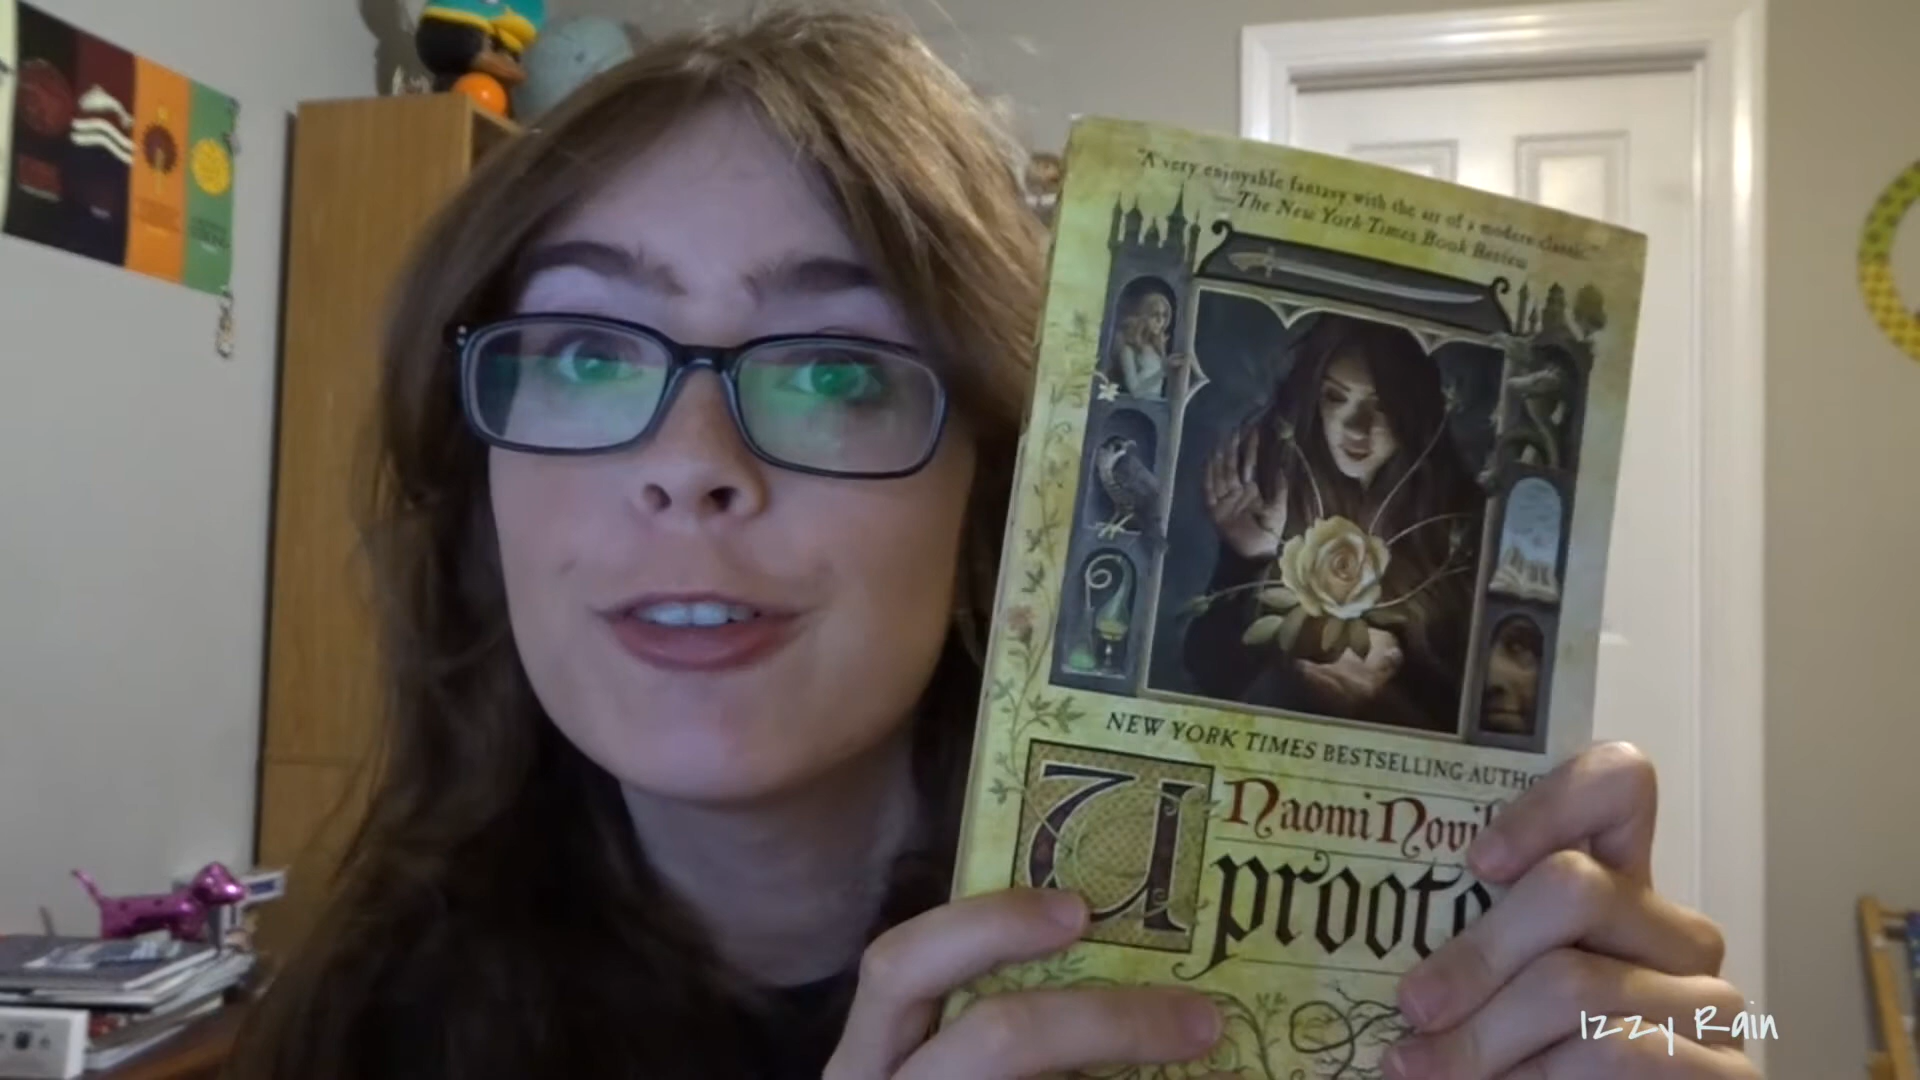 "A very enjoyable fantasy with the air of a modern classic."
—The New York Times Book Review
NEW YORK TIMES BESTSELLING AUTHO
Naomi Novi
Uproote
Izzy Rain